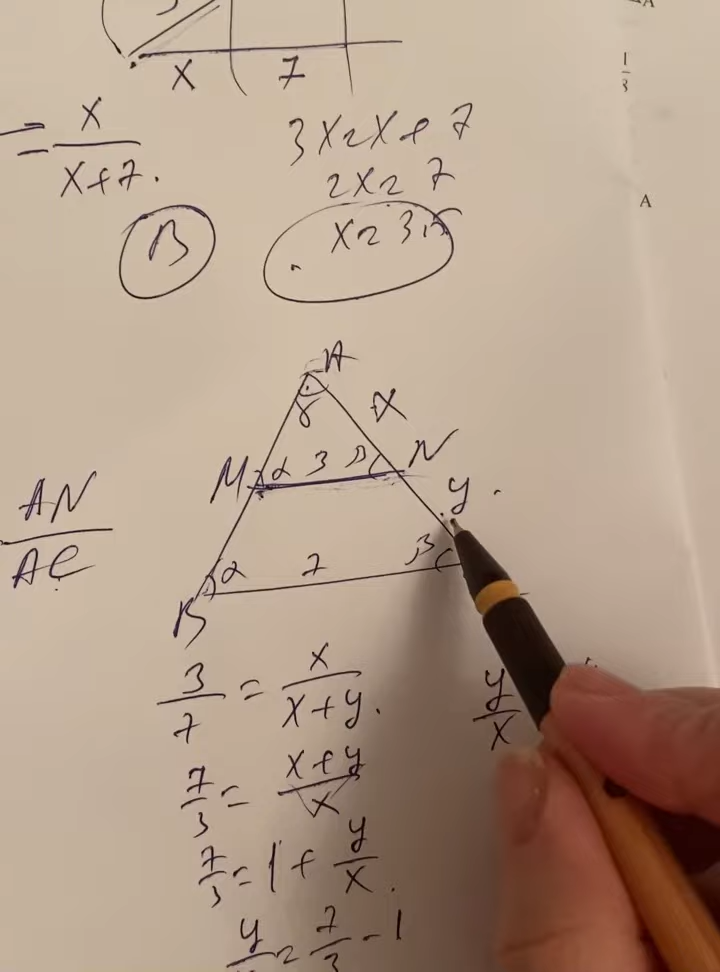 x 7
= x / (x+7).
3x = x + 7
2x = 7
x = 3,5
B
A
γ
x
M α 3 β N
y
AN / AC
B α 7 β
3/7 = x / (x+y).
y / x
7/3 = (x+y) / x
7/3 = 1 + y/x.
y = 7/3 - 1
A
1/8
A